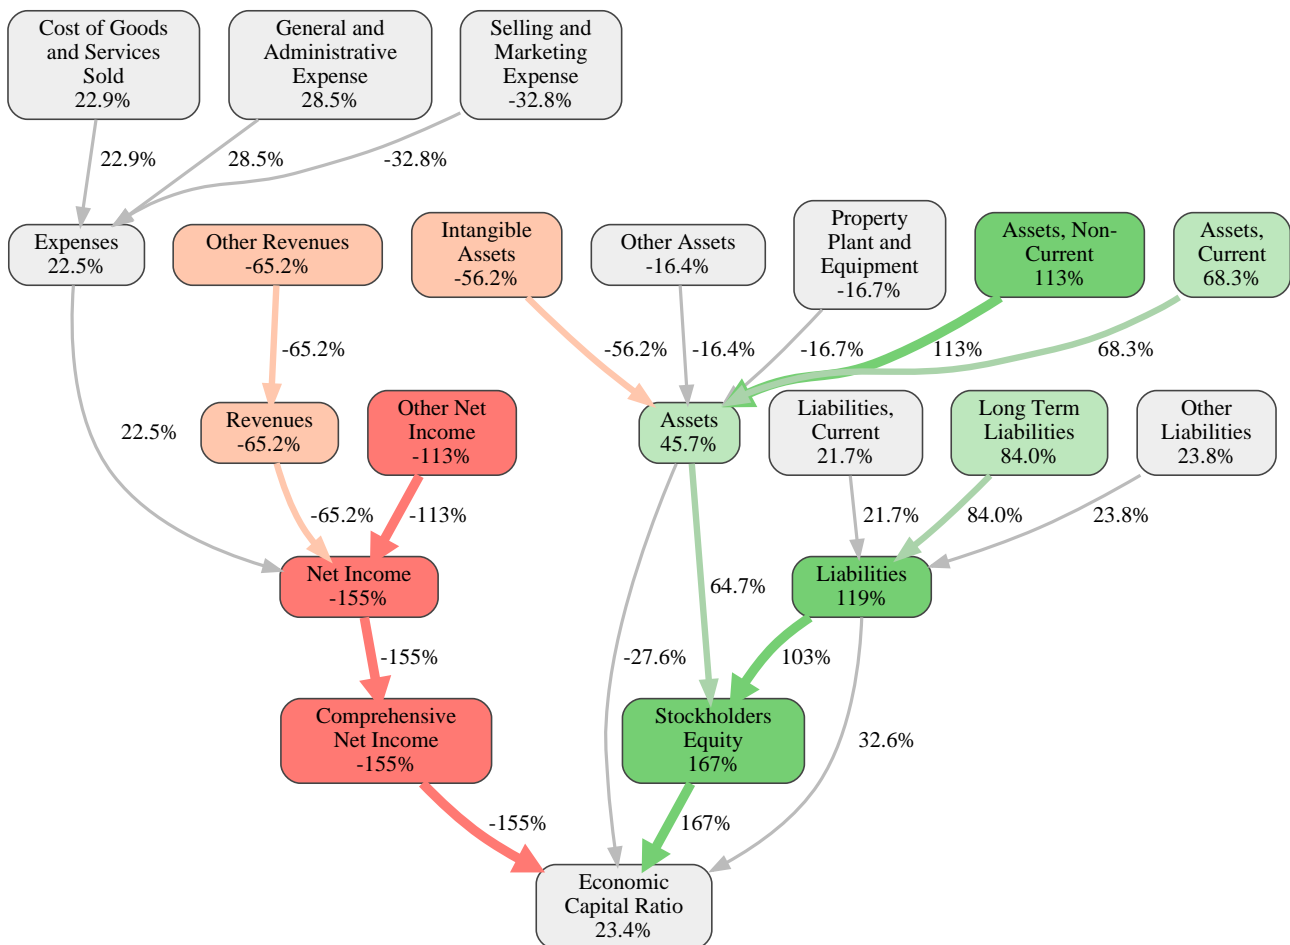 Cost of Goods
and Services
Sold
22.9%
General and
Administrative
Expense
28.5%
Selling and
Marketing
Expense
-32.8%
22.9%
28.5%
-32.8%
Expenses
22.5%
Other Revenues
-65.2%
Intangible
Assets
-56.2%
Other Assets
-16.4%
Property
Plant and
Equipment
-16.7%
Assets, Non-
Current
113%
Assets,
Current
68.3%
-65.2%
-56.2%
-16.4%
-16.7%
113%
68.3%
22.5%
Revenues
-65.2%
Other Net
Income
-113%
Assets
45.7%
Liabilities,
Current
21.7%
Long Term
Liabilities
84.0%
Other
Liabilities
23.8%
-65.2%
-113%
21.7%
84.0%
23.8%
Net Income
-155%
64.7%
Liabilities
119%
-155%
-27.6%
103%
Comprehensive
Net Income
-155%
Stockholders
Equity
167%
32.6%
-155%
167%
Economic
Capital Ratio
23.4%